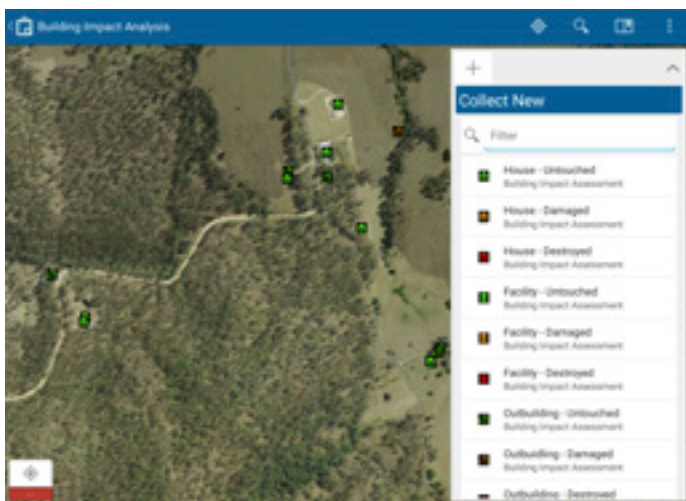 Building Impact Analysis
Collect New
Filter
House - Untouched
Building Impact Assessment
House - Damaged
Building Impact Assessment
House - Destroyed
Building Impact Assessment
Facility - Untouched
Building Impact Assessment
Facility - Damaged
Building Impact Assessment
Facility - Destroyed
Building Impact Assessment
Outbuilding - Untouched
Building Impact Assessment
Outbuidling - Damaged
Building Impact Assessment
Outbuilding - Destroyed